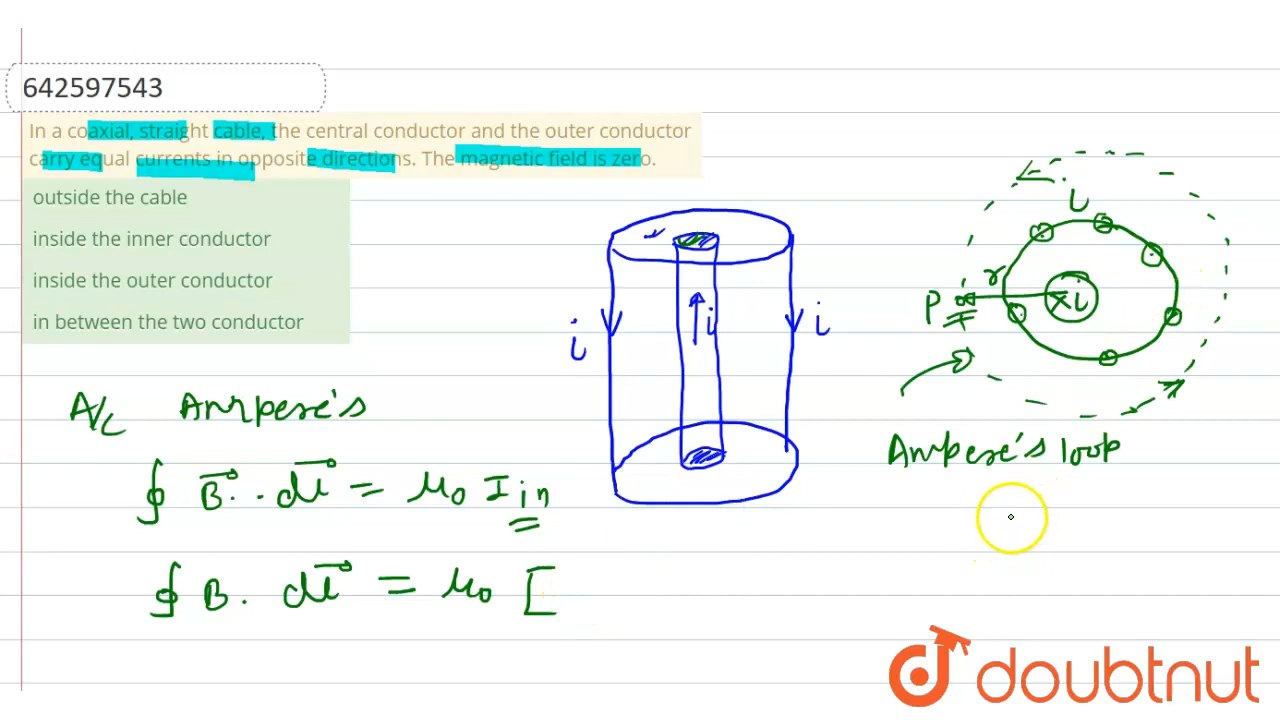 642597543
In a coaxial, straight cable, the central conductor and the outer conductor
carry equal currents in opposite directions. The magnetic field is zero.
outside the cable
inside the inner conductor
inside the outer conductor
in between the two conductor
i
i
i
i
r
P
i
Ampere's loop
A/c Ampere's
∮ B⃗ . dl⃗ = μ₀ I in
∮ B . dl⃗ = μ₀ [
doubtnut